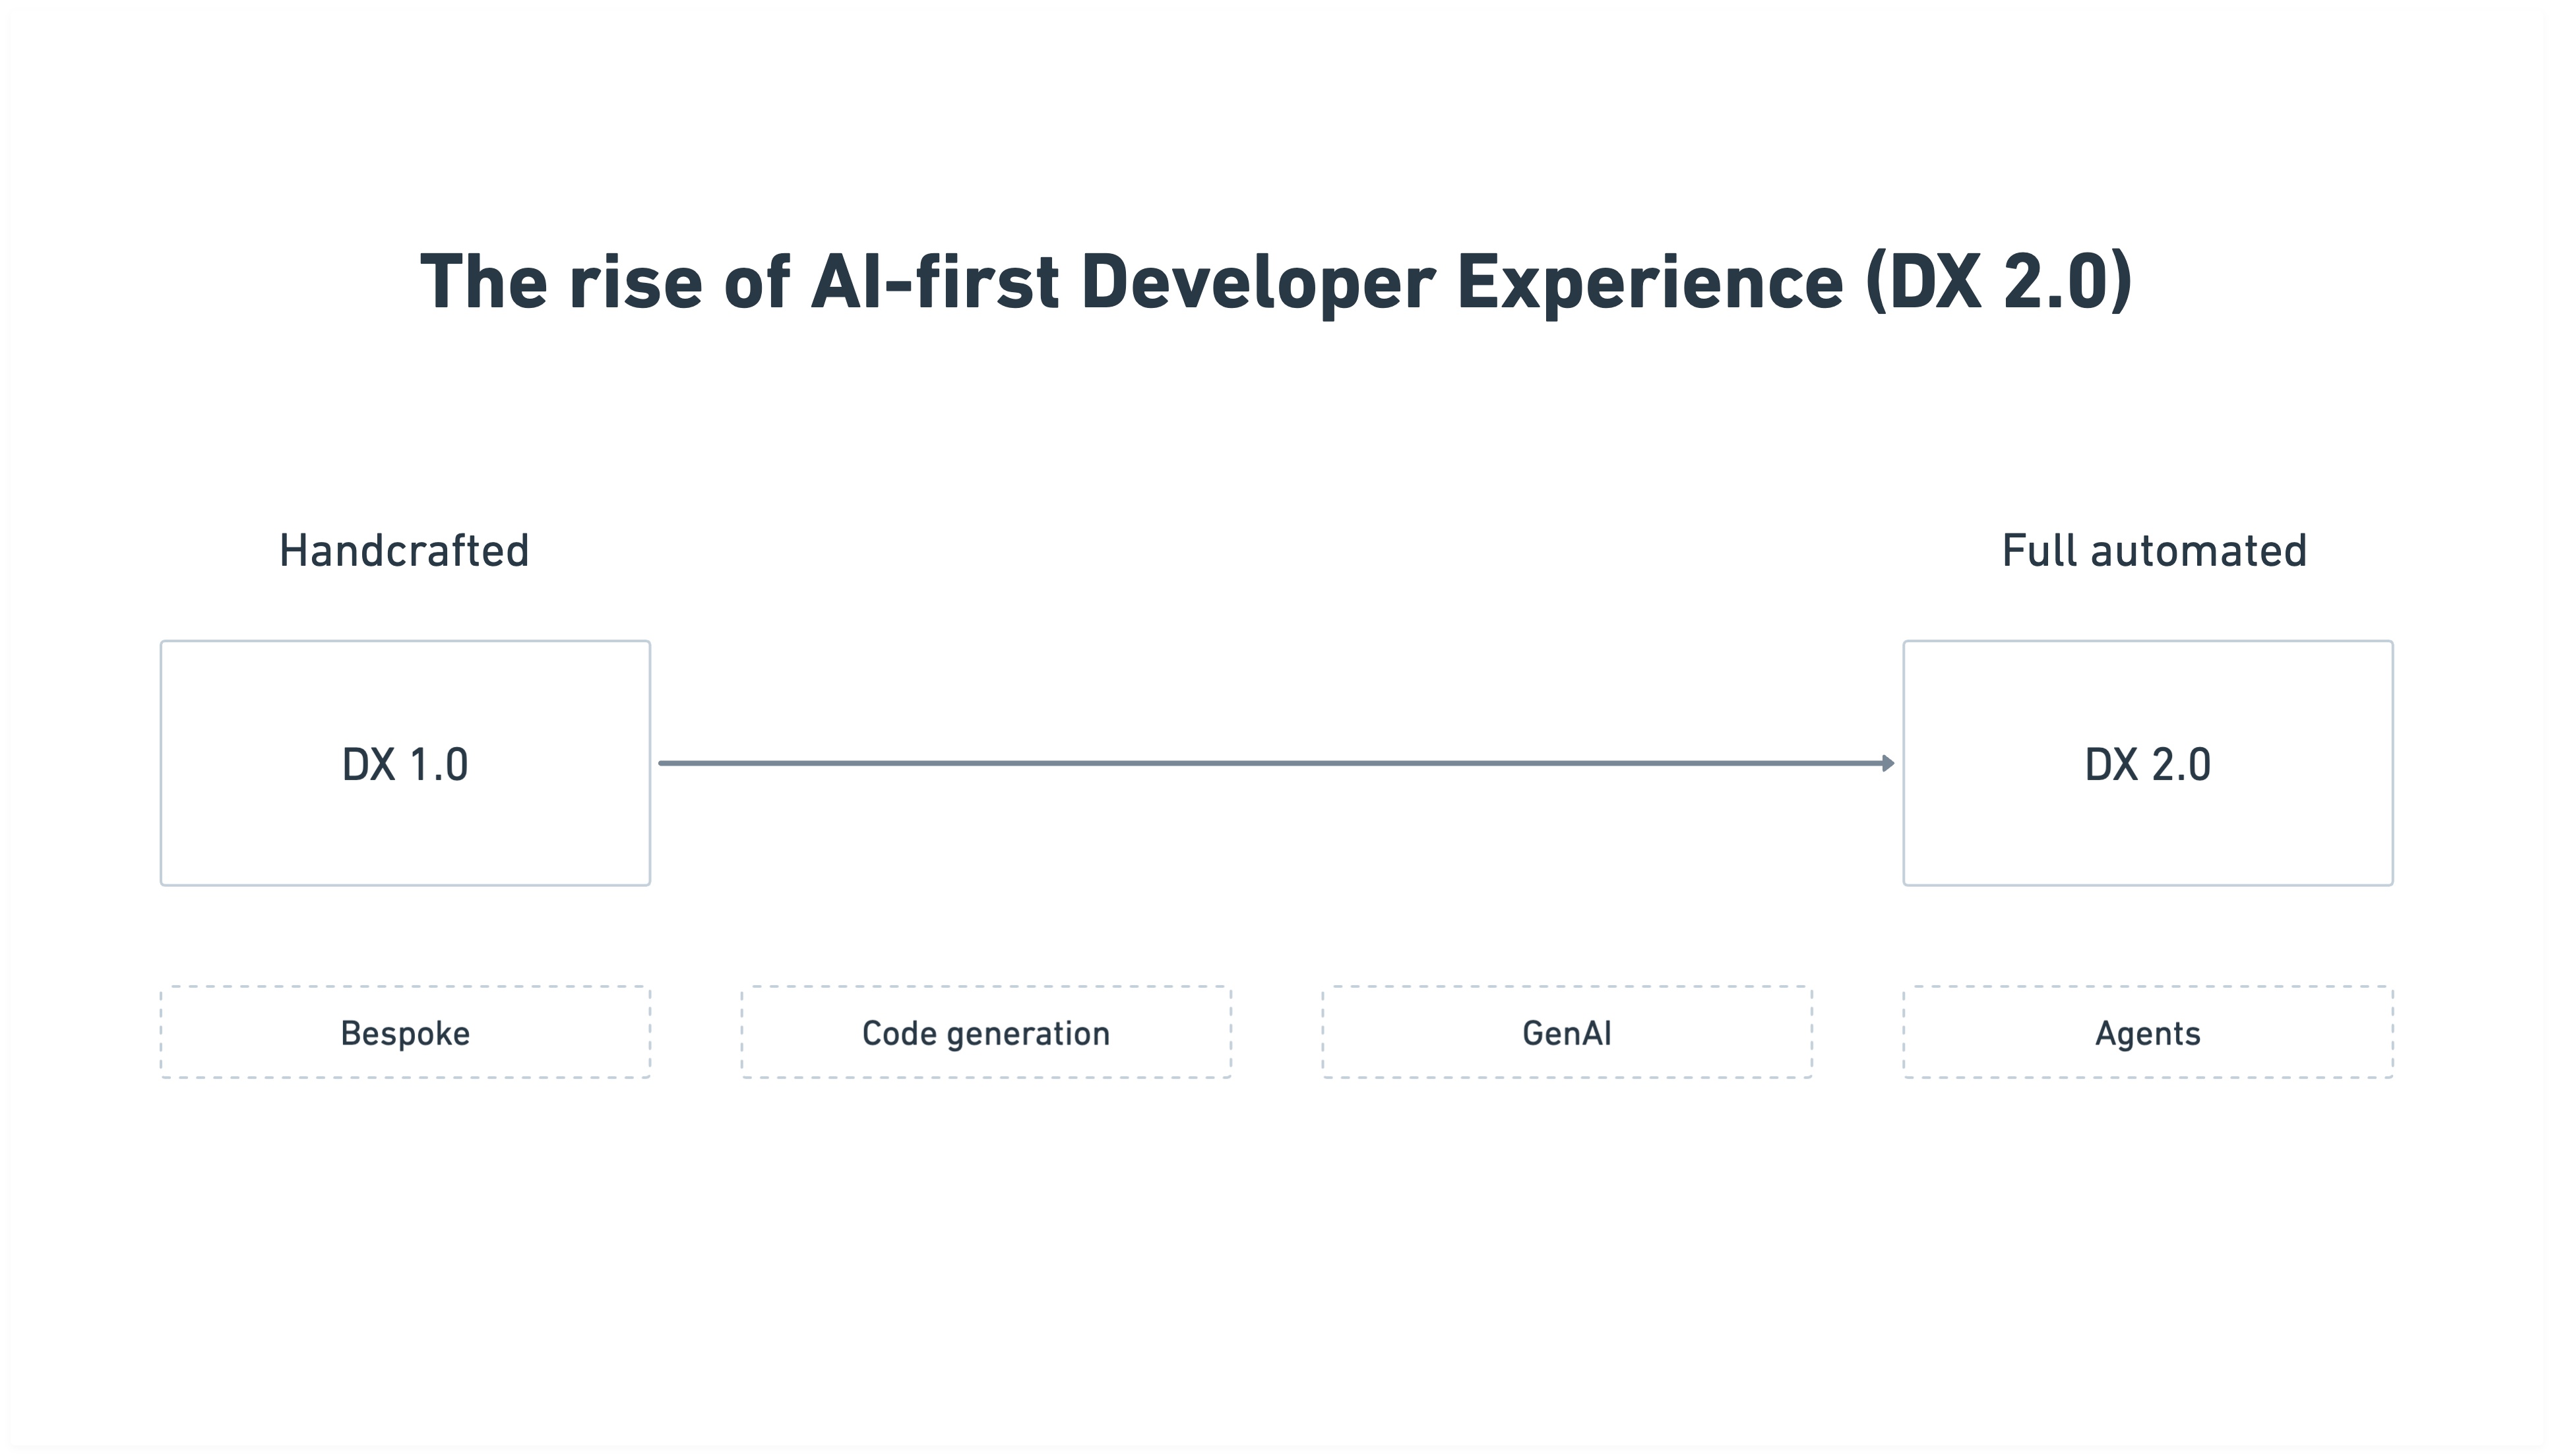 The rise of AI-first Developer Experience (DX 2.0)
Handcrafted
Full automated
DX 1.0
DX 2.0
Bespoke
Code generation
GenAI
Agents